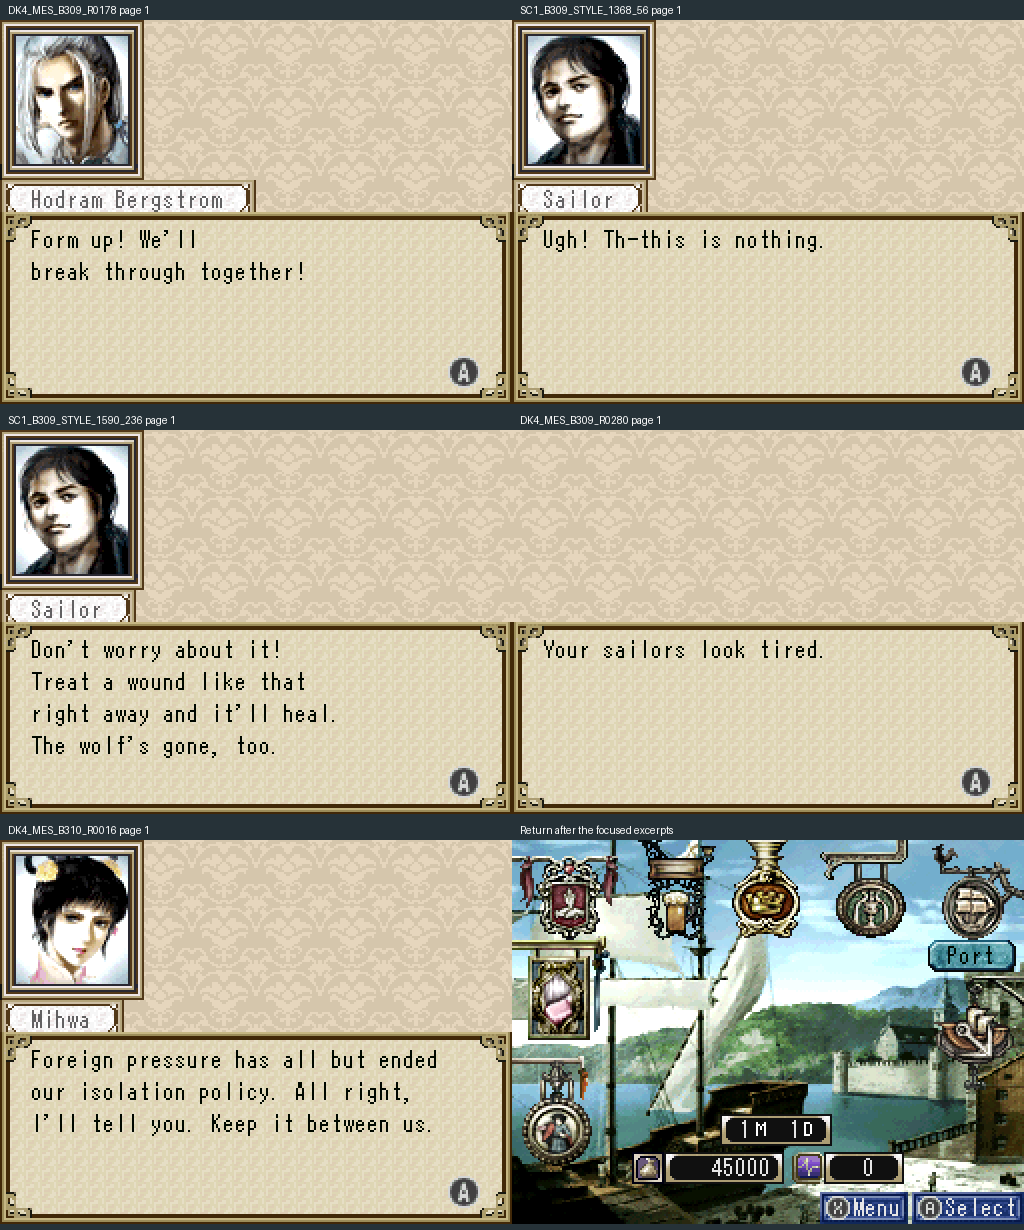 DK4_MES_B309_R0178 page 1
SC1_B309_STYLE_1368_56 page 1
Hodram Bergstrom
Form up! We'll
break through together!
A
Sailor
Ugh! Th-this is nothing.
A
SC1_B309_STYLE_1590_236 page 1
DK4_MES_B309_R0280 page 1
Sailor
Don't worry about it!
Treat a wound like that
right away and it'll heal.
The wolf's gone, too.
A
Your sailors look tired.
A
DK4_MES_B310_R0016 page 1
Return after the focused excerpts
Mihwa
Foreign pressure has all but ended
our isolation policy. All right,
I'll tell you. Keep it between us.
A
Port
1M 1D
45000
0
X Menu
A Select